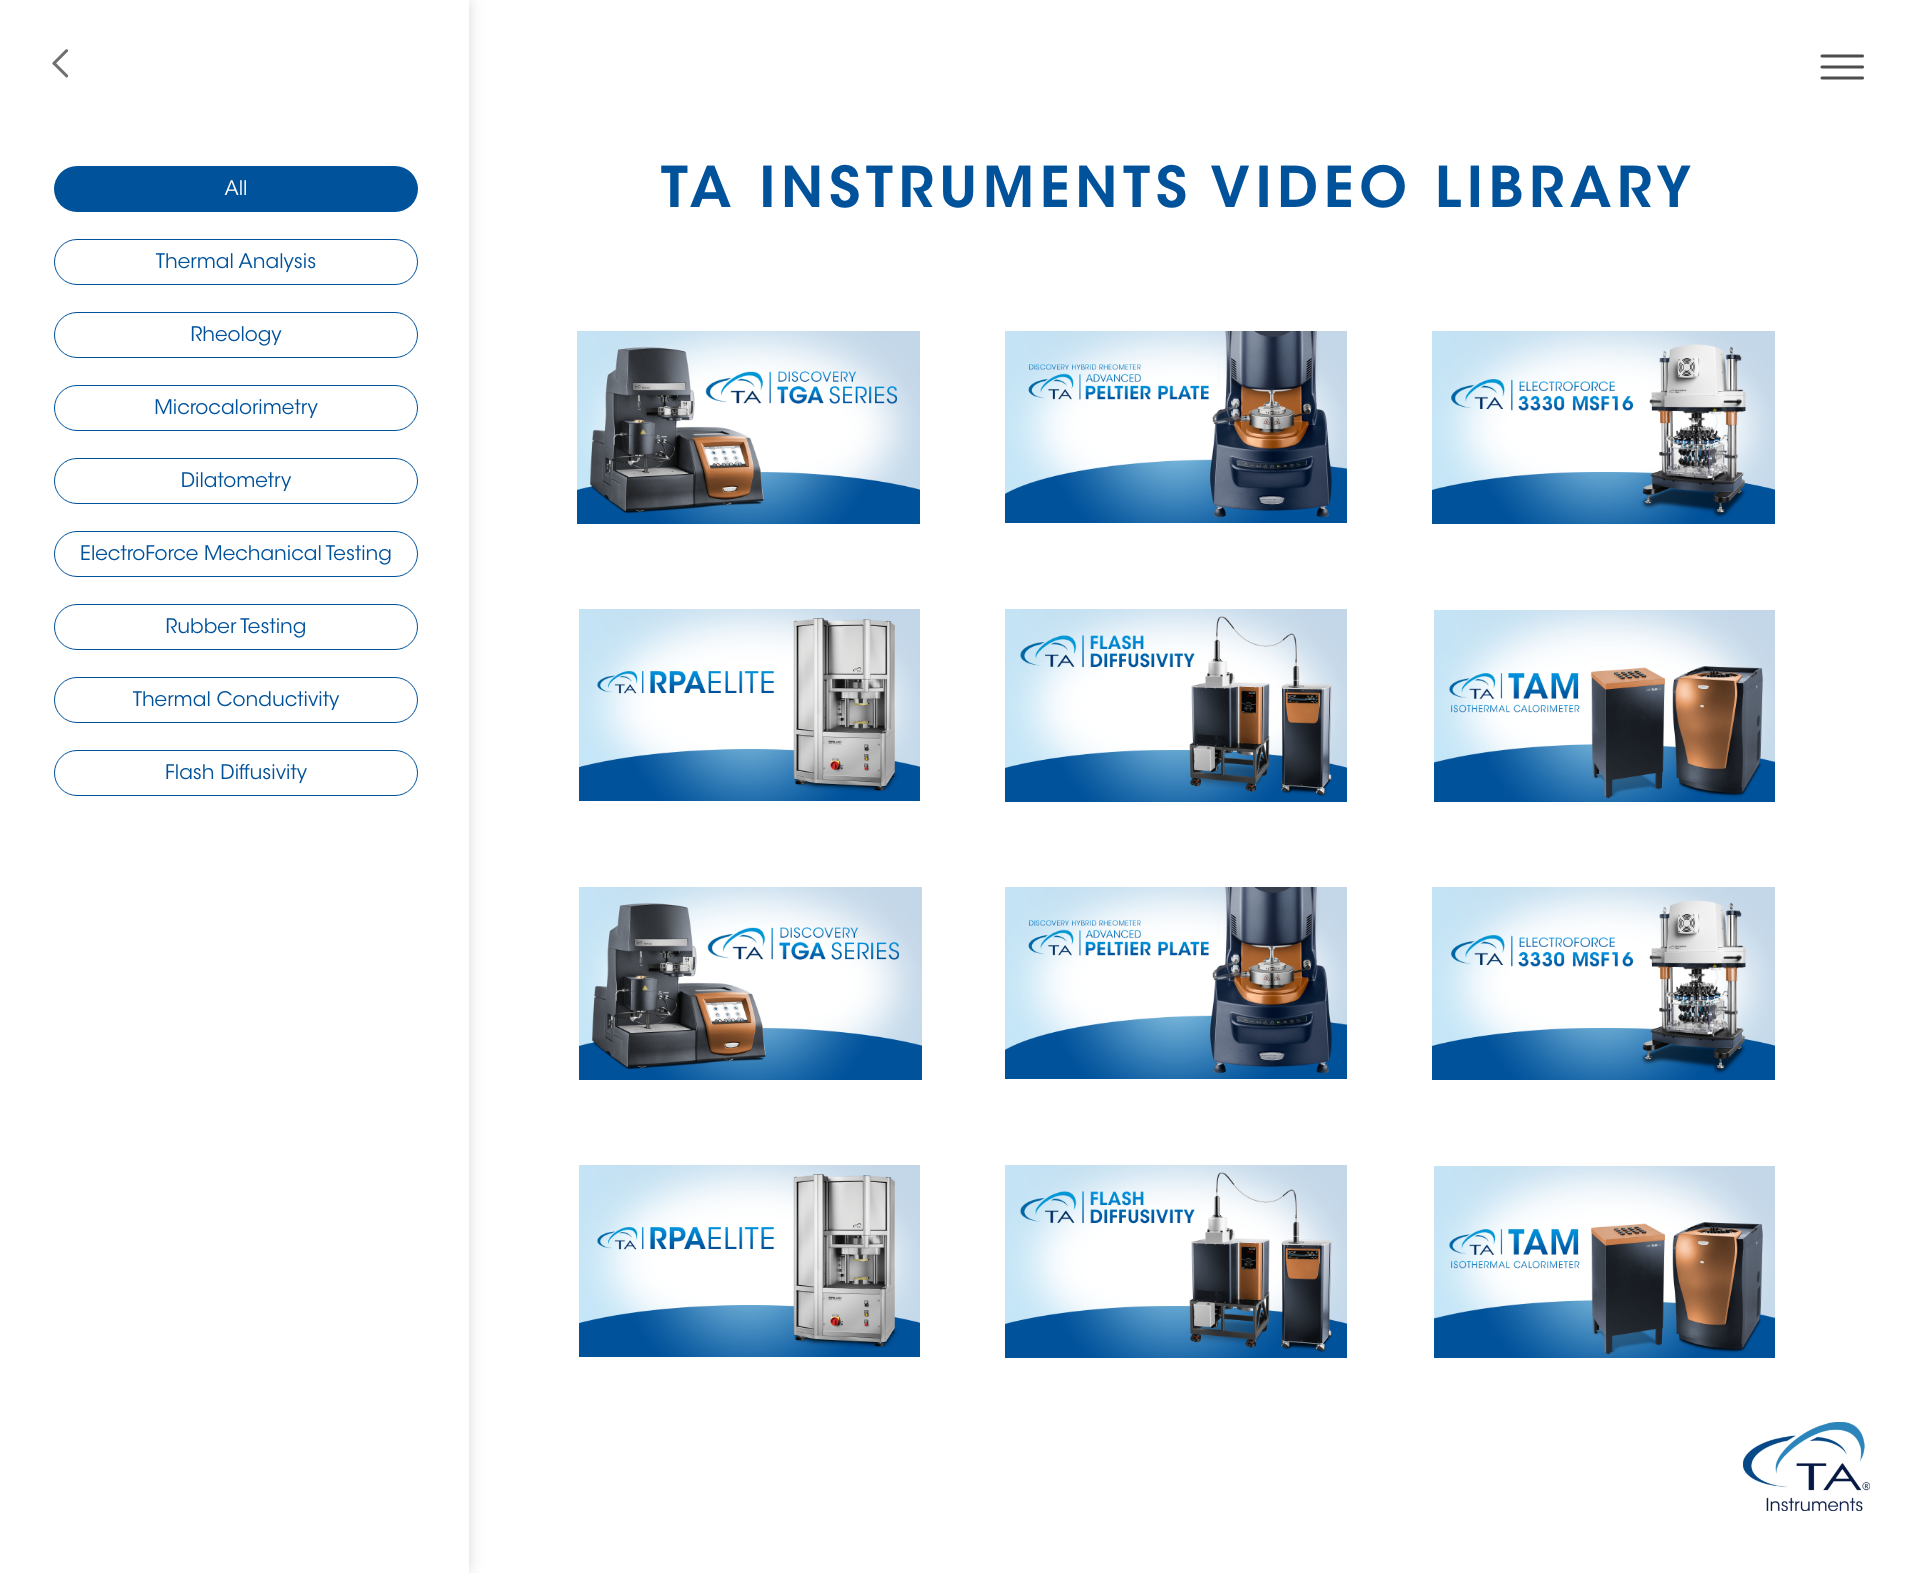 All
Thermal Analysis
Rheology
Microcalorimetry
Dilatometry
ElectroForce Mechanical Testing
Rubber Testing
Thermal Conductivity
Flash Diffusivity
TA INSTRUMENTS VIDEO LIBRARY
TA DISCOVERY
TGA SERIES
DISCOVERY HYBRID RHEOMETER
TA ADVANCED
PELTIER PLATE
TA ELECTROFORCE
3330 MSF16
TA RPAELITE
TA FLASH
DIFFUSIVITY
TA TAM
ISOTHERMAL CALORIMETER
TA DISCOVERY
TGA SERIES
DISCOVERY HYBRID RHEOMETER
TA ADVANCED
PELTIER PLATE
TA ELECTROFORCE
3330 MSF16
TA RPAELITE
TA FLASH
DIFFUSIVITY
TA TAM
ISOTHERMAL CALORIMETER
TA®
Instruments